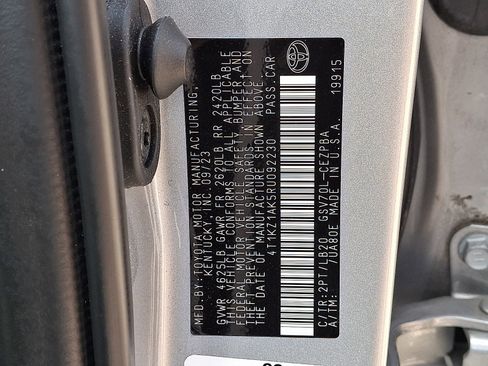 MFD.BY:TOYOTA MOTOR MANUFACTURING,
KENTUCKY, INC. 09/23
GVWR 4625LB GAWR FR 2620LB RR 2420LB
THIS VEHICLE CONFORMS TO ALL APPLICABLE
FEDERAL MOTOR VEHICLE SAFETY, BUMPER, AND
THEFT PREVENTION STANDARDS IN EFFECT ON
THE DATE OF MANUFACTURE SHOWN ABOVE.
4T1KZ1AK5RU092230 PASS.CAR
C/TR:2PT/LB20 GSV70L-CEZPBA
A/TM: /UA80E MADE IN U.S.A. 19915